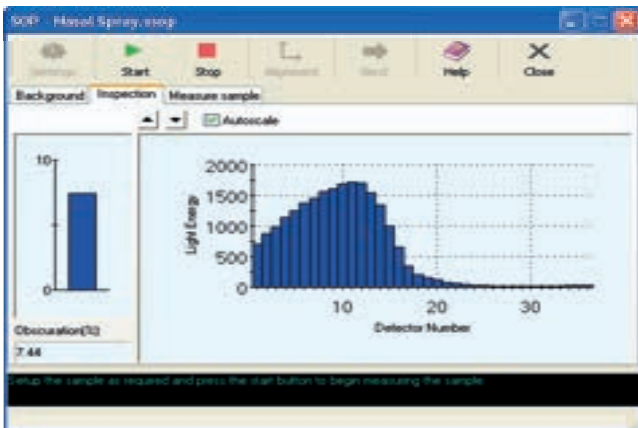 SOP - Nasal Spray.ssop
Settings Start Stop Alignment Send Help Close
Background Inspection Measure sample
Autoscale
10
0
Obscuration(%)
7.44
2000
1500
1000
500
0
Light Energy
10 20 30
Detector Number
Setup the sample as required and press the start button to begin measuring the sample